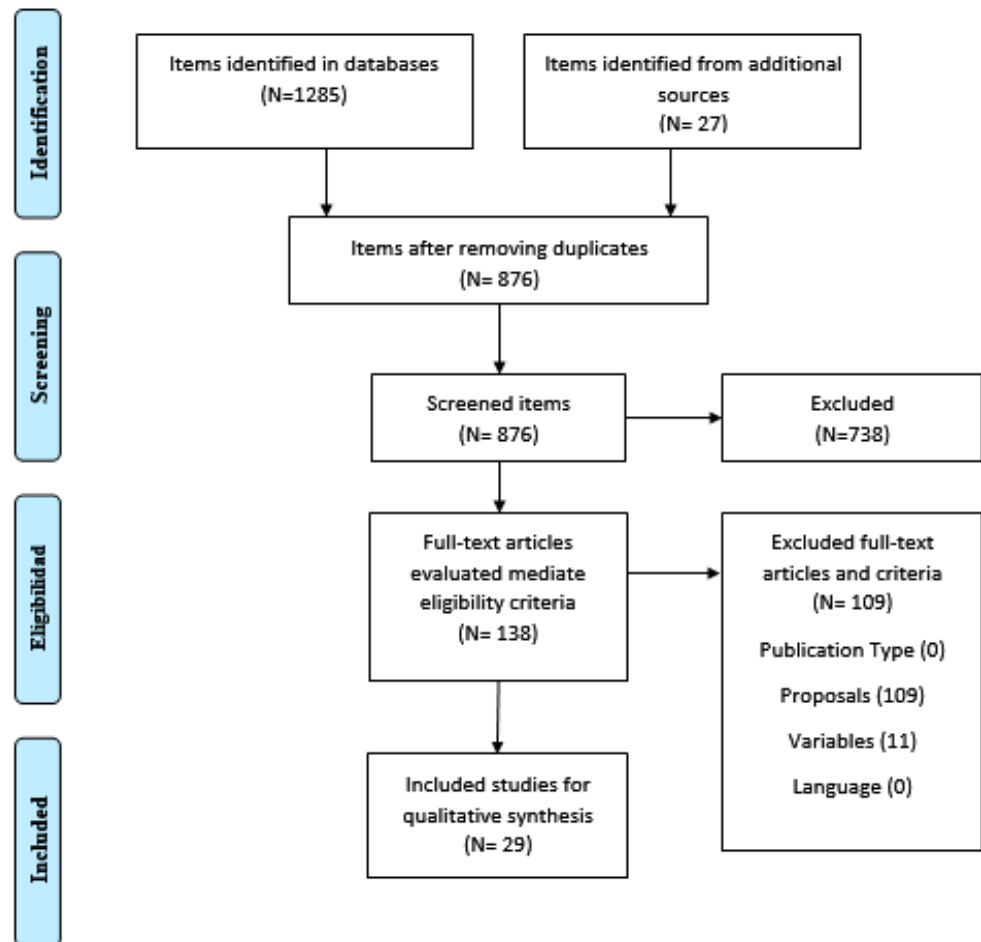 Identification
Items identified in databases
(N=1285)
Items identified from additional
sources
(N= 27)
Items after removing duplicates
(N= 876)
Screening
Screened items
(N= 876)
Excluded
(N=738)
Eligibilidad
Full-text articles
evaluated mediate
eligibility criteria
(N= 138)
Excluded full-text
articles and criteria
(N= 109)
Publication Type (0)
Proposals (109)
Variables (11)
Language (0)
Included
Included studies for
qualitative synthesis
(N= 29)